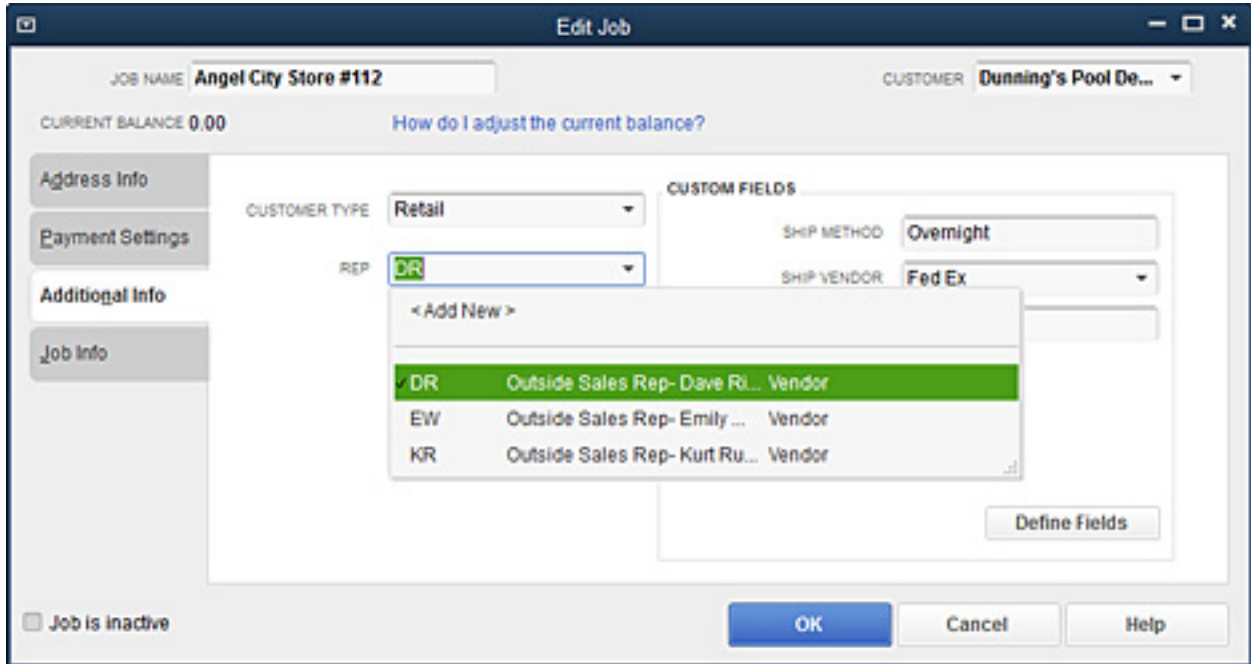 Edit Job
JOB NAME Angel City Store #112 CUSTOMER Dunning's Pool De...
CURRENT BALANCE 0.00 How do I adjust the current balance?
Address Info
Payment Settings
Additional Info
Job Info
CUSTOMER TYPE Retail
REP DR
< Add New >
DR Outside Sales Rep- Dave Ri... Vendor
EW Outside Sales Rep- Emily ... Vendor
KR Outside Sales Rep- Kurt Ru... Vendor
CUSTOM FIELDS
SHIP METHOD Overnight
SHIP VENDOR Fed Ex
Define Fields
Job is inactive
OK Cancel Help